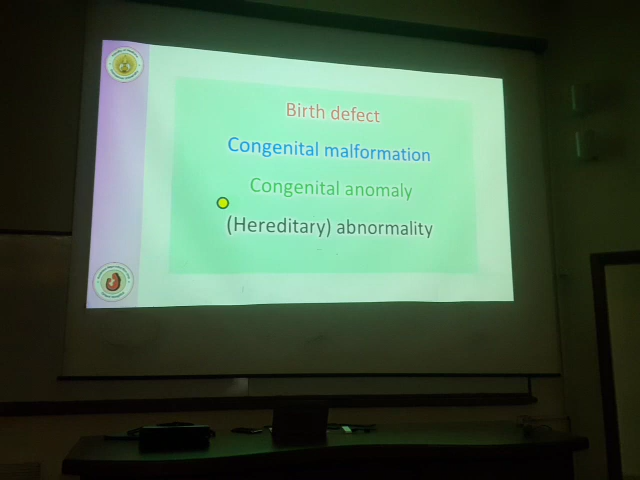 Birth defect
Congenital malformation
Congenital anomaly
(Hereditary) abnormality